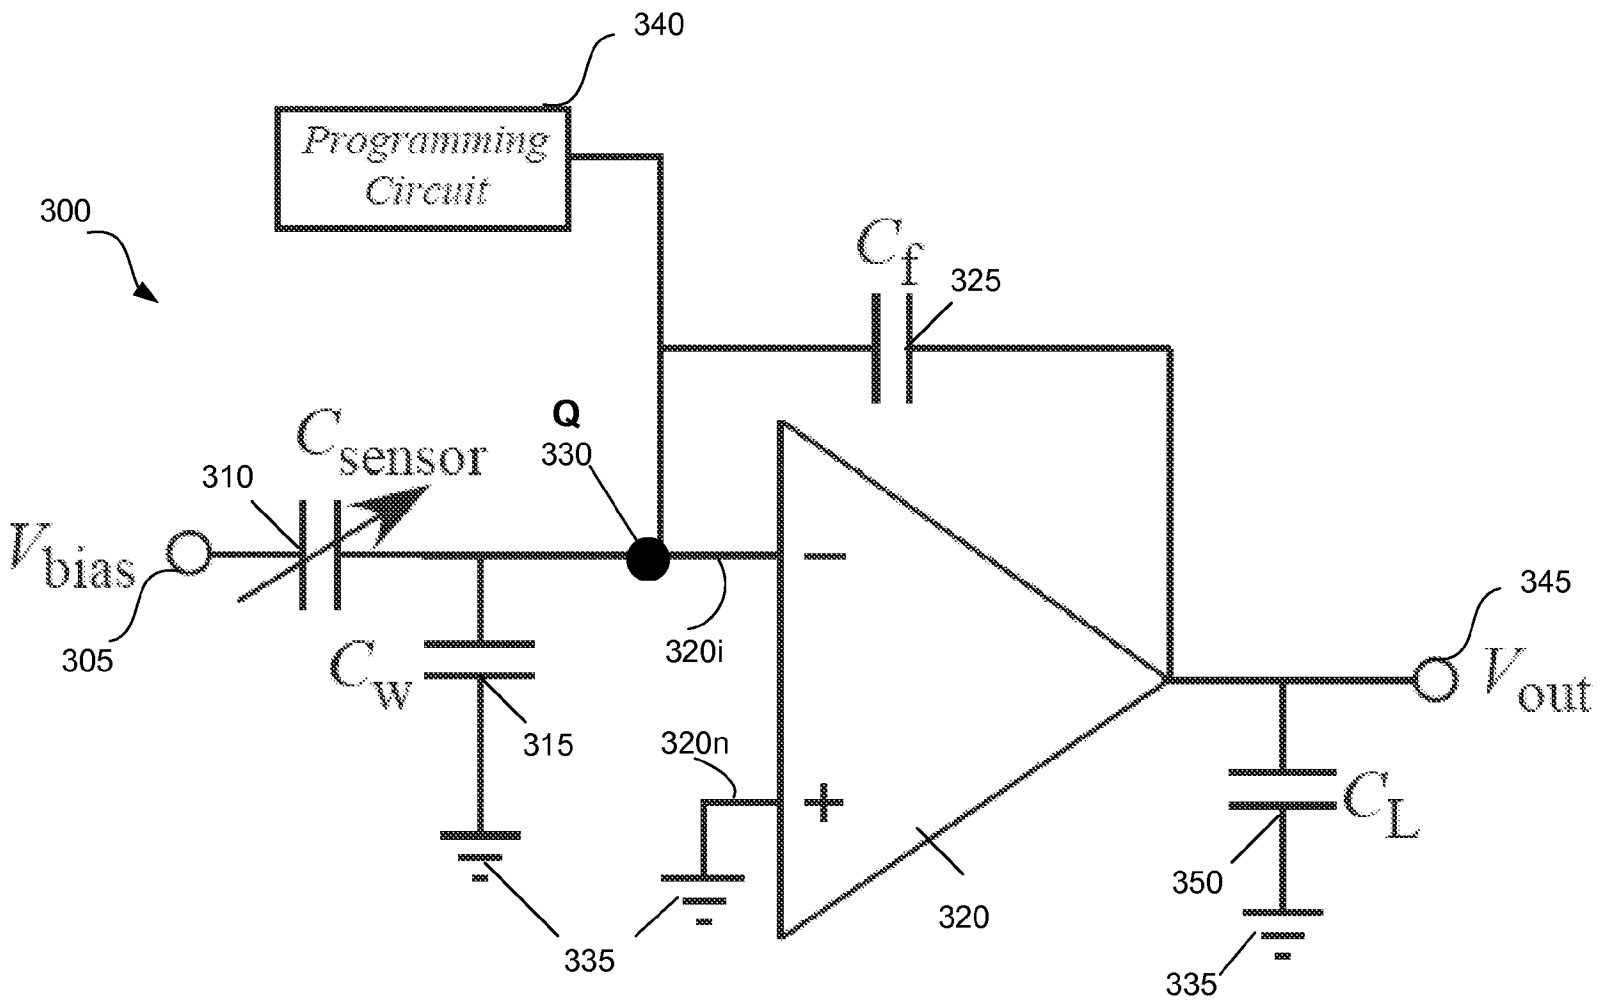 340
Programming
Circuit
300
Cf
325
Q
330
Csensor
310
Vbias
305
Cw
315
320i
320n
−
+
320
345
Vout
CL
350
335
335